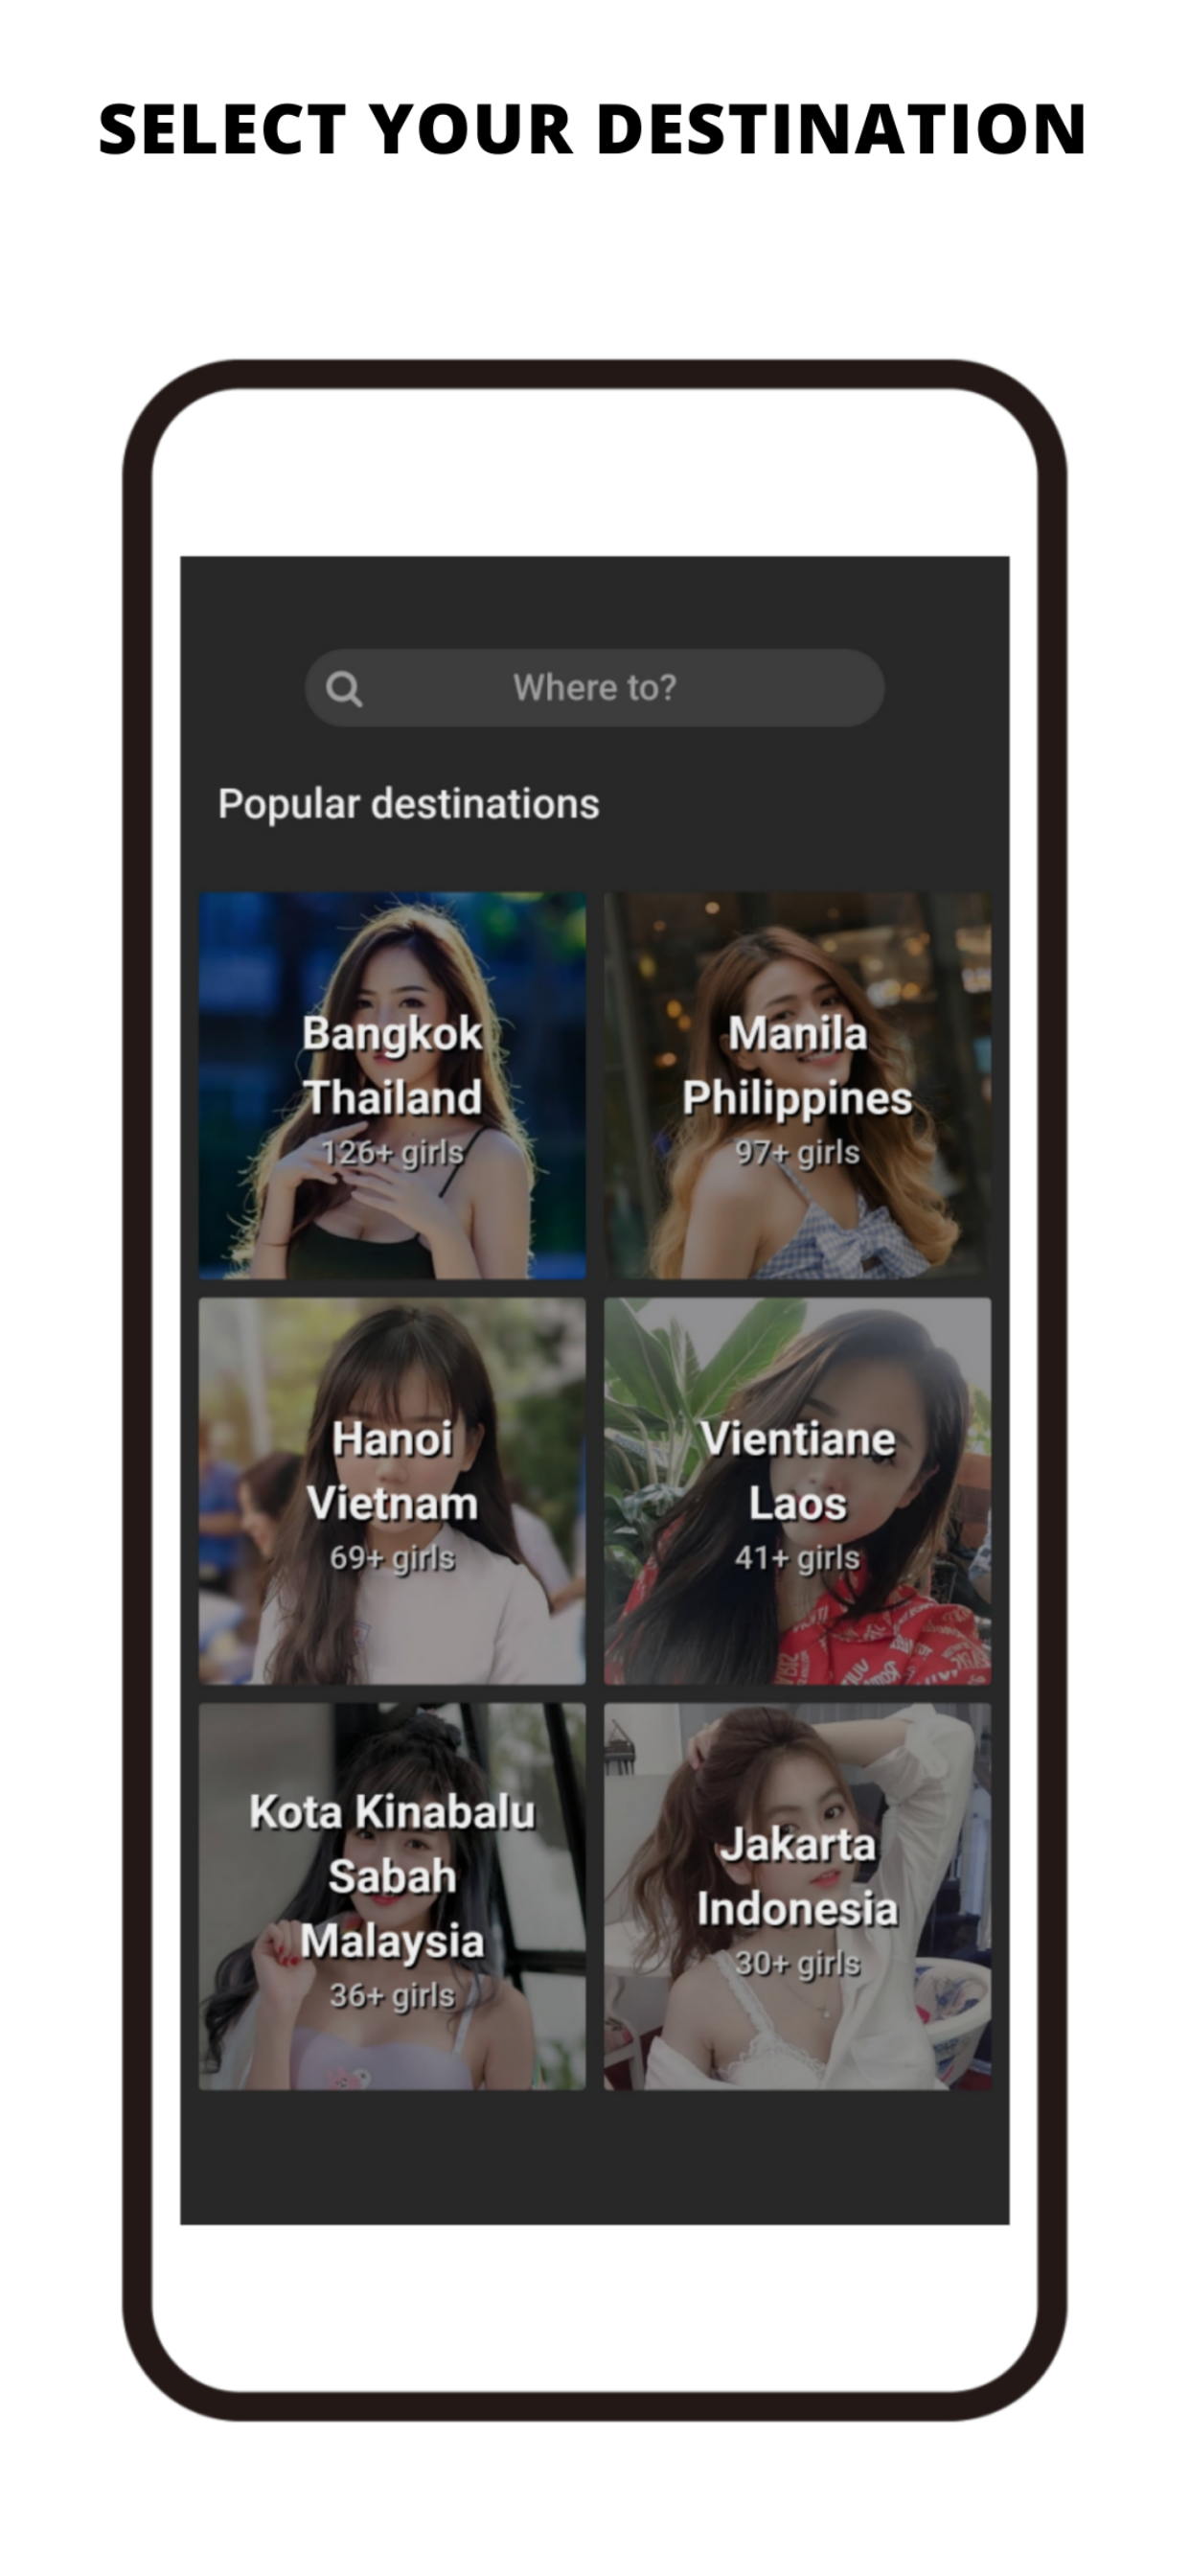 SELECT YOUR DESTINATION
Where to?
Popular destinations
Bangkok
Thailand
126+ girls
Manila
Philippines
97+ girls
Hanoi
Vietnam
69+ girls
Vientiane
Laos
41+ girls
Kota Kinabalu
Sabah
Malaysia
36+ girls
Jakarta
Indonesia
30+ girls